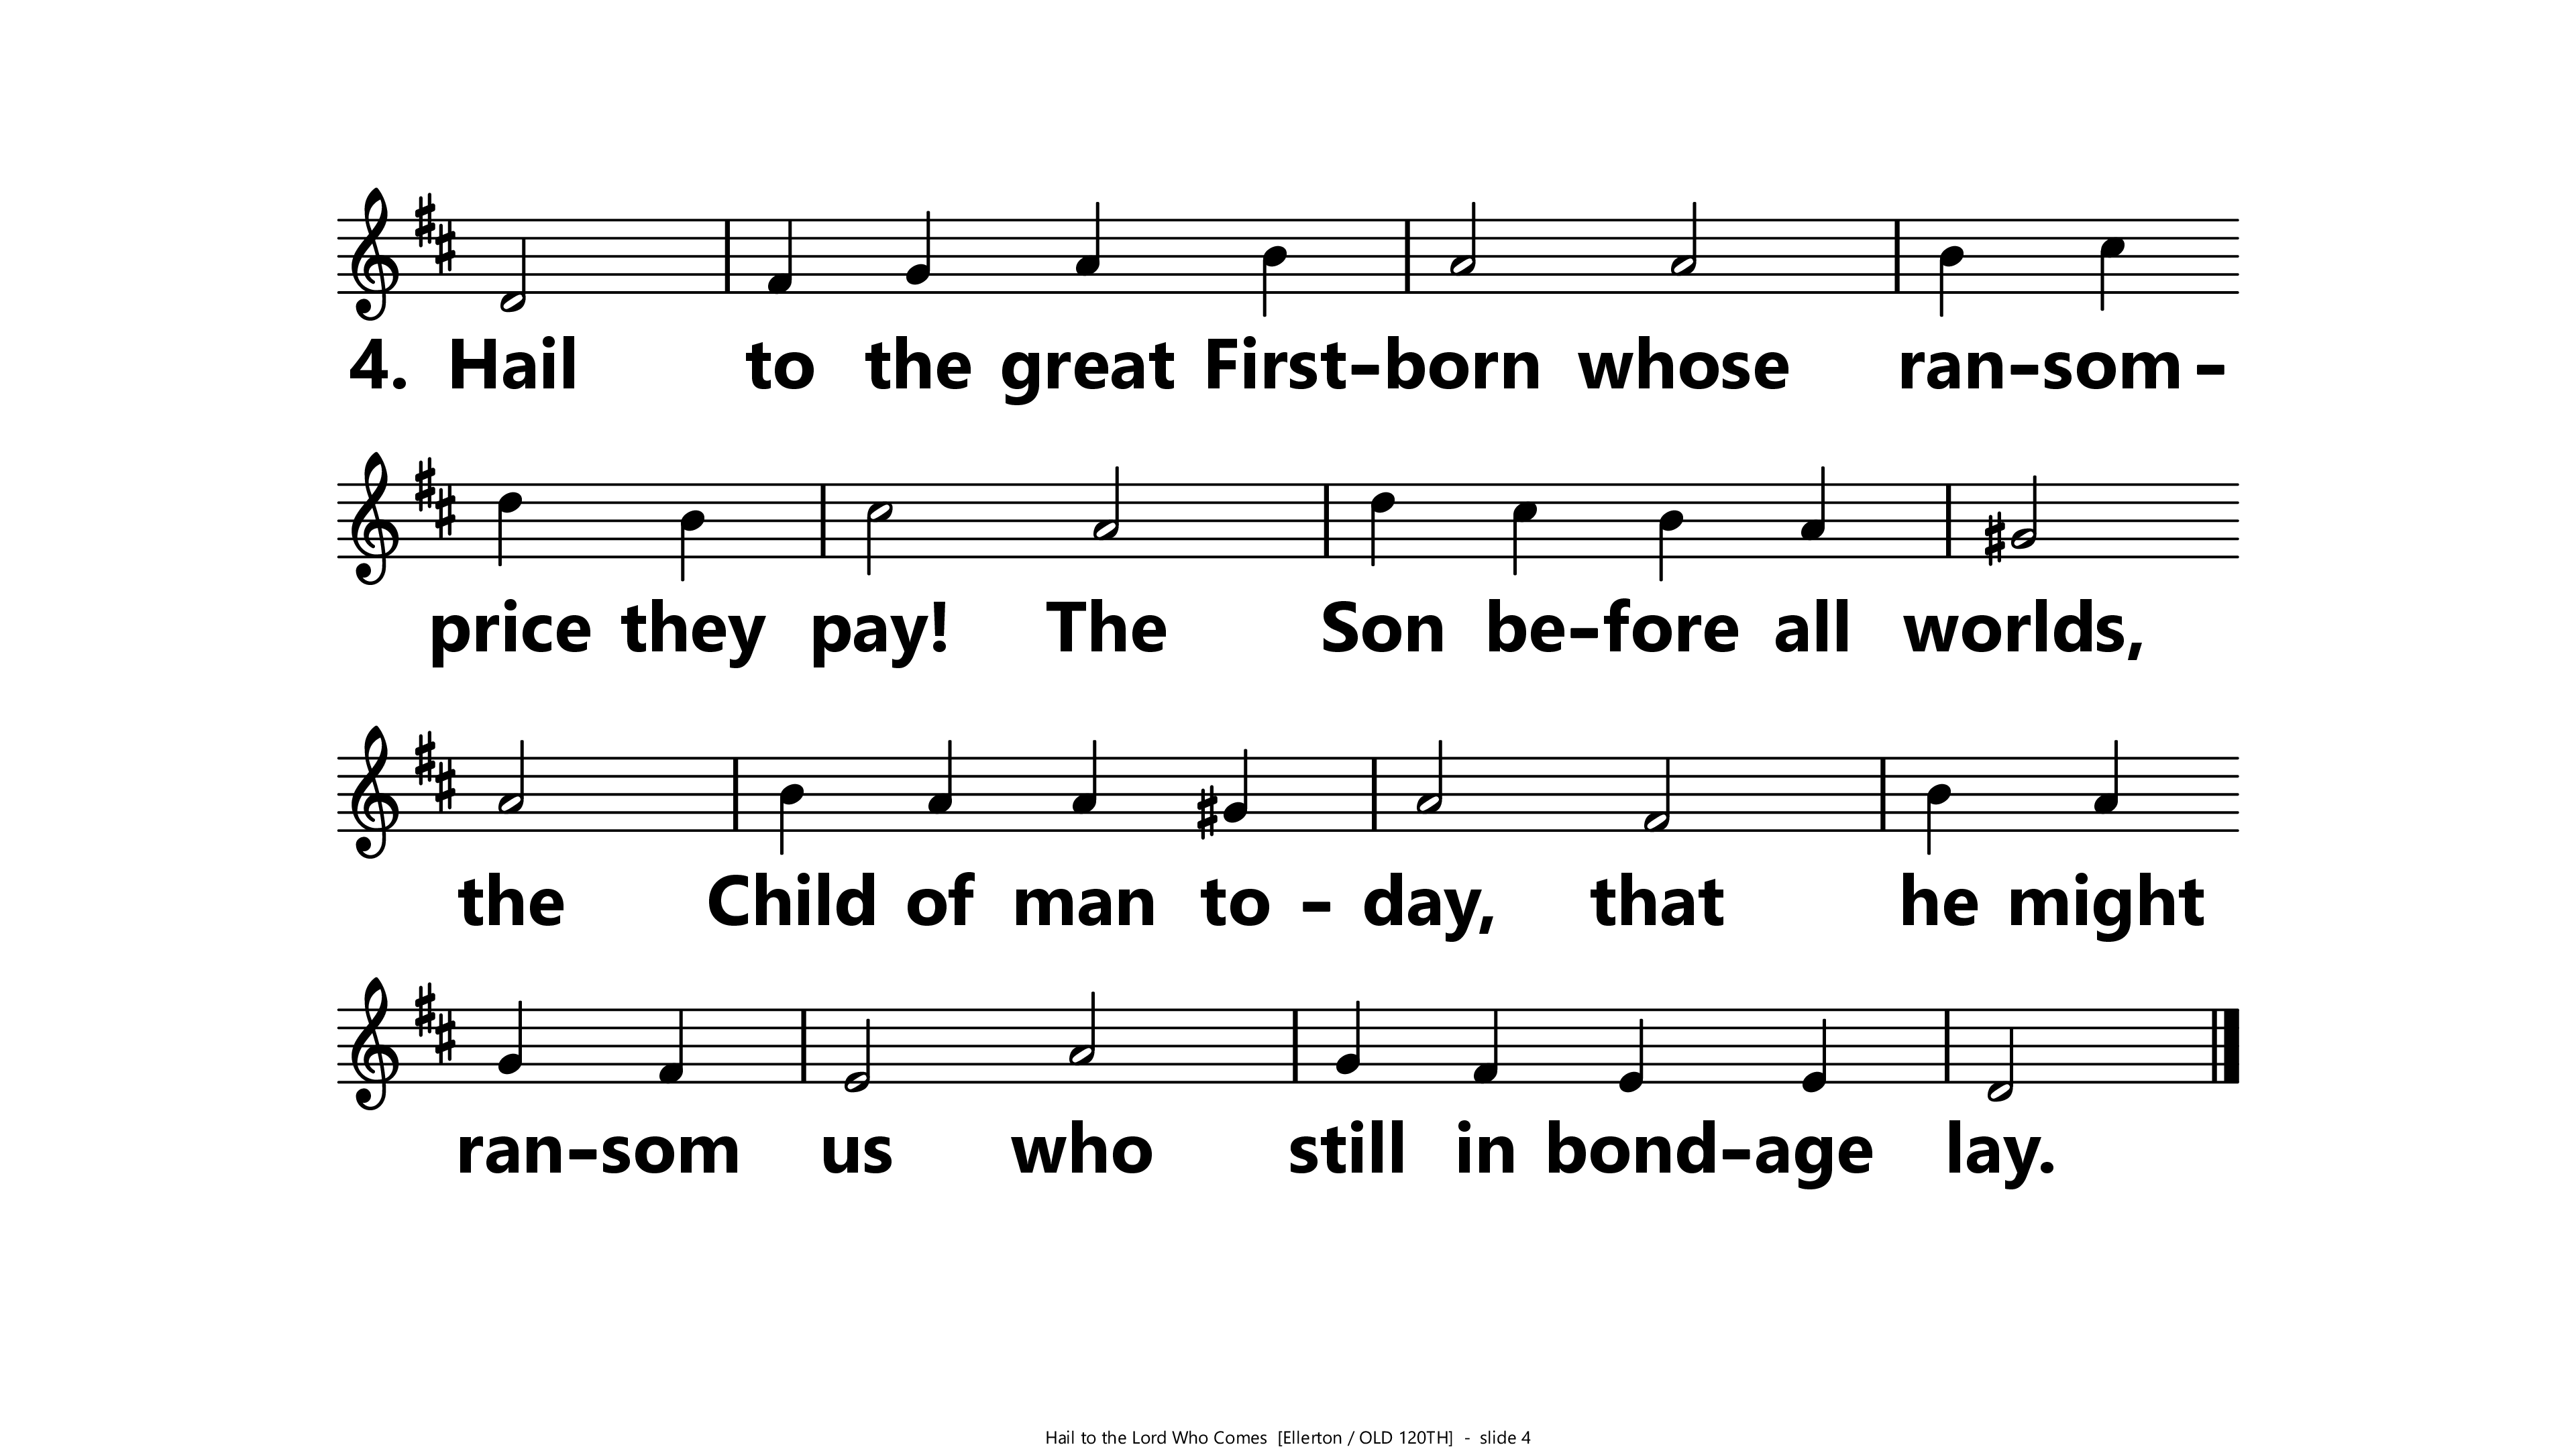 4. Hail to the great First-born whose ran-som-
price they pay! The Son be-fore all worlds,
the Child of man to - day, that he might
ran-som us who still in bond-age lay.
Hail to the Lord Who Comes [Ellerton / OLD 120TH] - slide 4